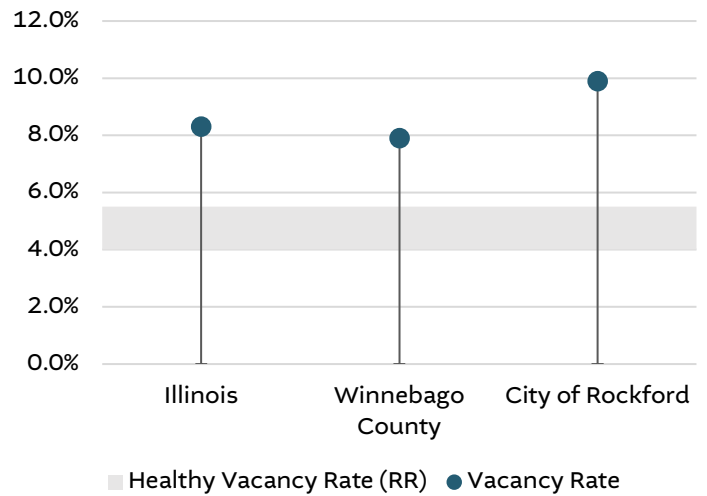 12.0%
10.0%
8.0%
6.0%
4.0%
2.0%
0.0%
Illinois
Winnebago
County
City of Rockford
Healthy Vacancy Rate (RR)
Vacancy Rate